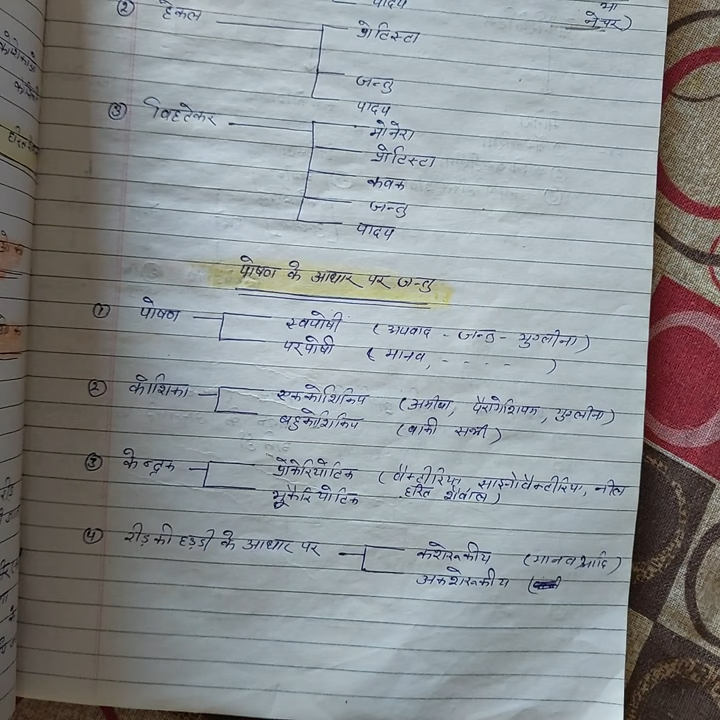 पादप
② हेकल
प्रोटिस्टा
जन्तु
पादप
नेचर)
③ व्हिटेकर
मोनेरा
प्रोटिस्टा
कवक
जन्तु
पादप
पोषण के आधार पर जन्तु
① पोषण
स्वपोषी (अपवाद - जन्तु - युग्लीना)
परपोषी (मानव, - - - - )
② कोशिका
एककोशिकिय (अमीबा, पैरामिशियम, युग्लीना)
बहुकोशिकिय (बाकी सभी)
③ केन्द्रक
प्रोकेरियोटिक (बैक्टीरिया, साइनोबैक्टीरिया, नील हरित शैवाल)
यूकैरियोटिक
④ रीड़ की हड्डी के आधार पर
कशेरूकीय (मानव आदि)
अकशेरूकीय (